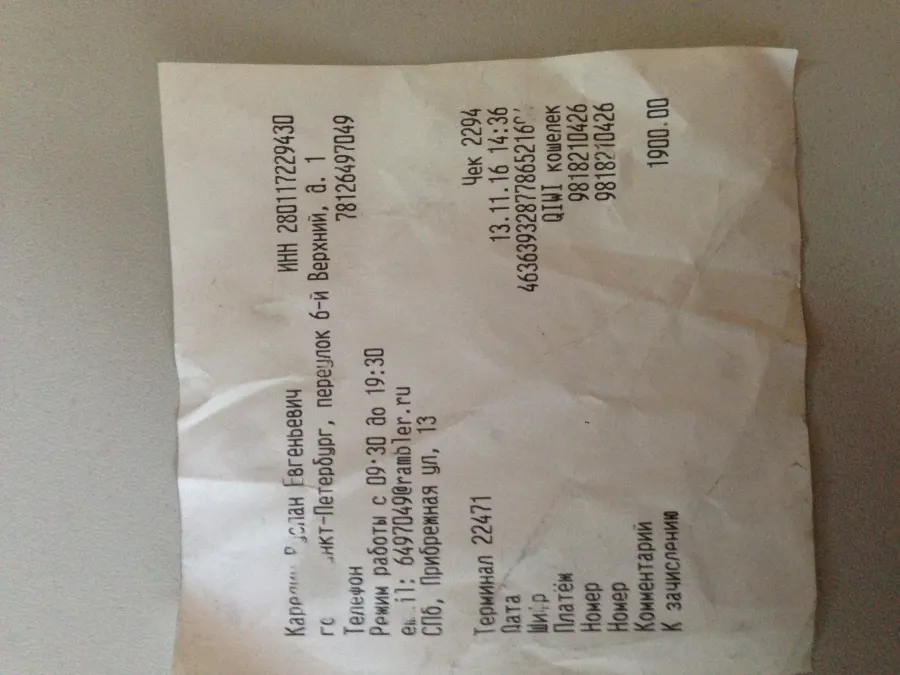 Евгеньевич ИНН 280117229430
переулок 6-й Верхний, д. 1
Телефон 78126497049
Режим работы с 09:30 до 19:30
6497049@rambler.ru
СПб, Прибрежная ул, 13
Терминал 22471 Чек 2294
Дата 13.11.16 14:36
Платёж QIWI кошелек
Номер 9818210426
Номер 9818210426
Комментарий
К зачислению 1900.00